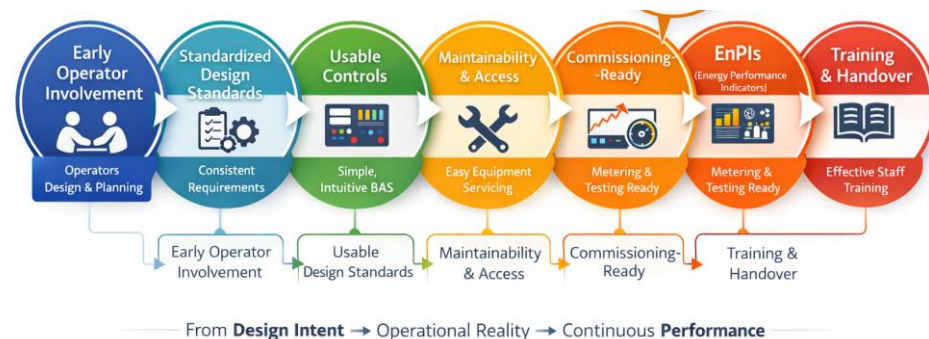 Early
Operator
Involvement
Operators
Design & Planning
Standardized
Design
Standards
Consistent
Requirements
Usable
Controls
Simple,
Intuitive BAS
Maintainability
& Access
Easy Equipment
Servicing
Commissioning-
-Ready
Metering &
Testing Ready
EnPIs
(Energy Performance
Indicators)
Metering &
Testing Ready
Training
& Handover
Effective Staff
Training
Early Operator
Involvement
Usable
Design Standards
Maintainability
& Access
Commissioning-
Ready
Training &
Handover
From Design Intent → Operational Reality → Continuous Performance